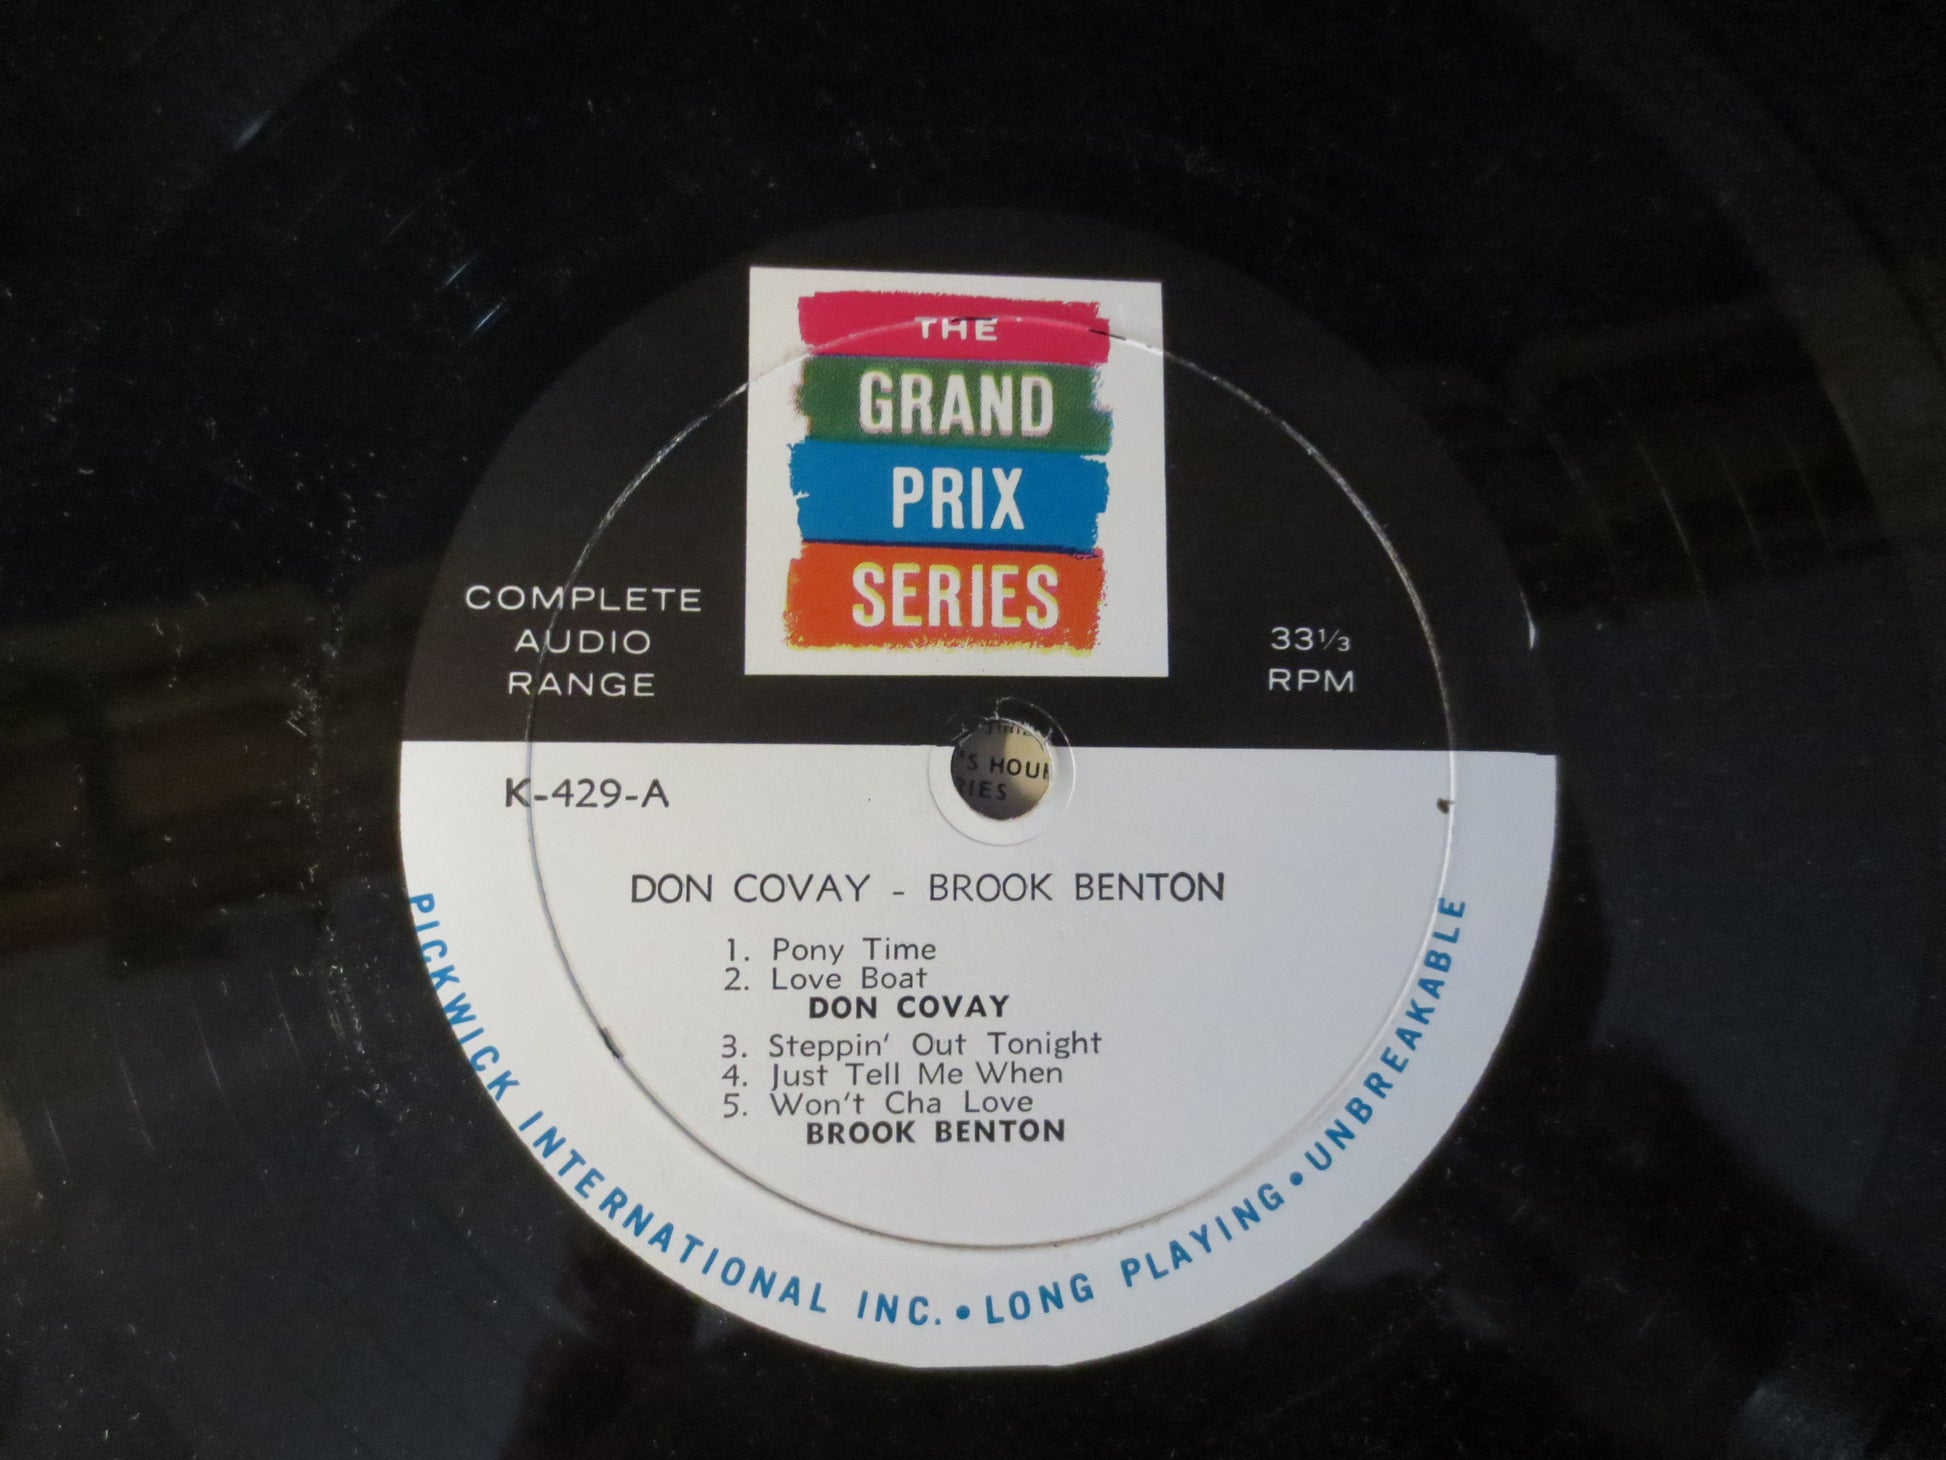 THE
GRAND
PRIX
SERIES
COMPLETE
AUDIO
RANGE
33⅓
RPM
'S HOU
K-429-A
DON COVAY - BROOK BENTON
1. Pony Time
2. Love Boat
DON COVAY
3. Steppin' Out Tonight
4. Just Tell Me When
5. Won't Cha Love
BROOK BENTON
PICKWICK INTERNATIONAL INC. • LONG PLAYING • UNBREAKABLE